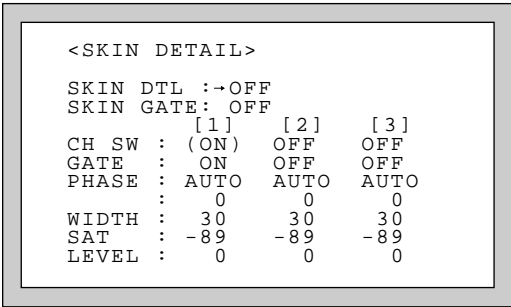 <SKIN DETAIL>
SKIN DTL :→OFF
SKIN GATE: OFF
[1] [2] [3]
CH SW : (ON) OFF OFF
GATE : ON OFF OFF
PHASE : AUTO AUTO AUTO
: 0 0 0
WIDTH : 30 30 30
SAT : -89 -89 -89
LEVEL : 0 0 0